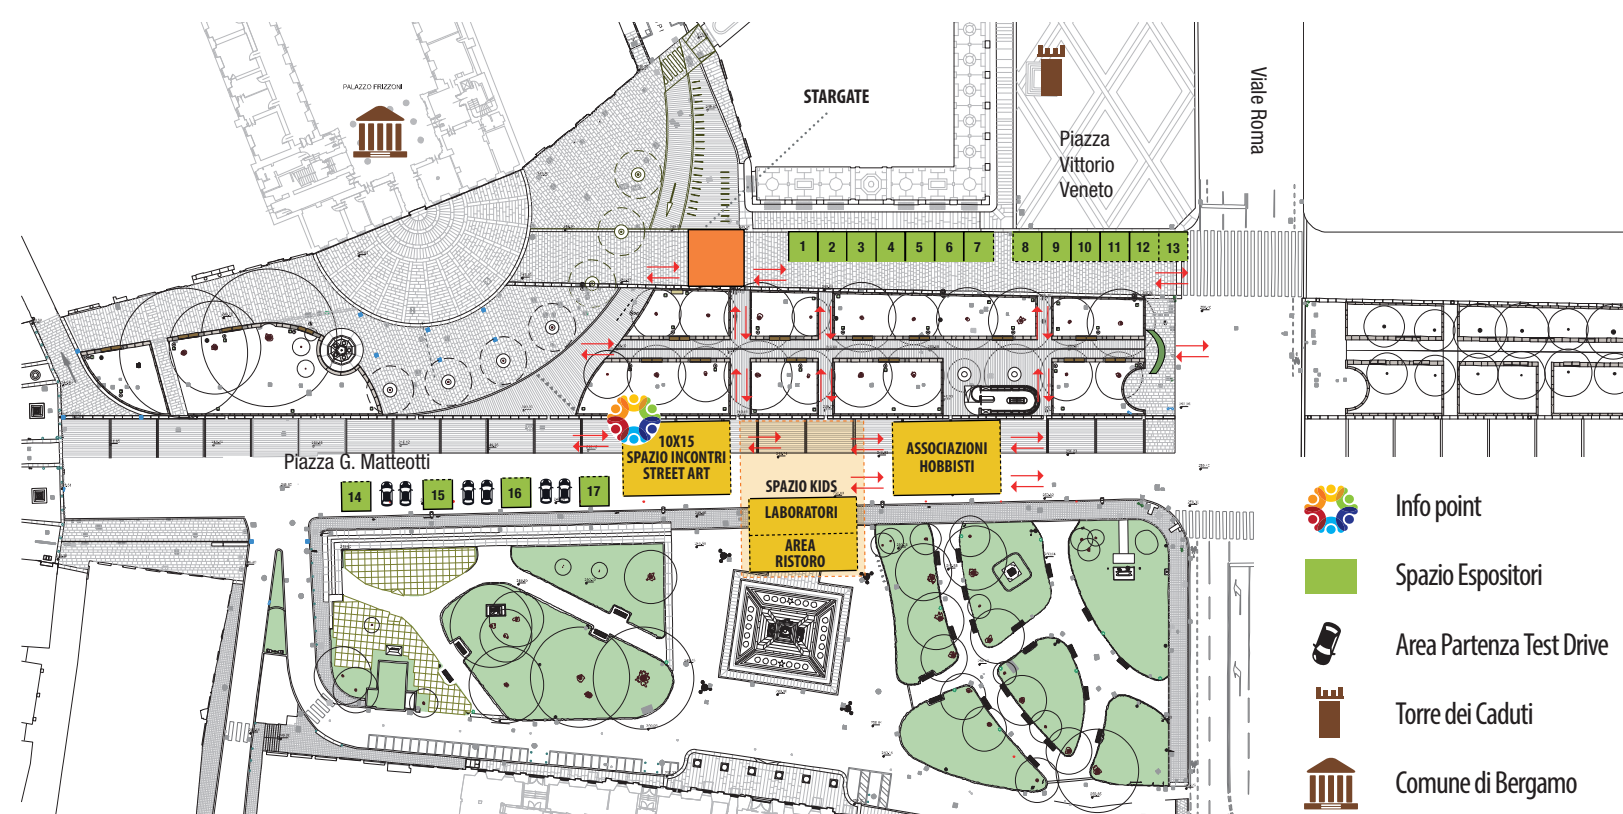 PALAZZO FRIZZONI
STARGATE
Piazza
Vittorio
Veneto
Viale Roma
1
2
3
4
5
6
7
8
9
10
11
12
13
10X15
SPAZIO INCONTRI
STREET ART
ASSOCIAZIONI
HOBBISTI
Piazza G. Matteotti
14
15
16
17
SPAZIO KIDS
LABORATORI
AREA
RISTORO
Info point
Spazio Espositori
Area Partenza Test Drive
Torre dei Caduti
Comune di Bergamo